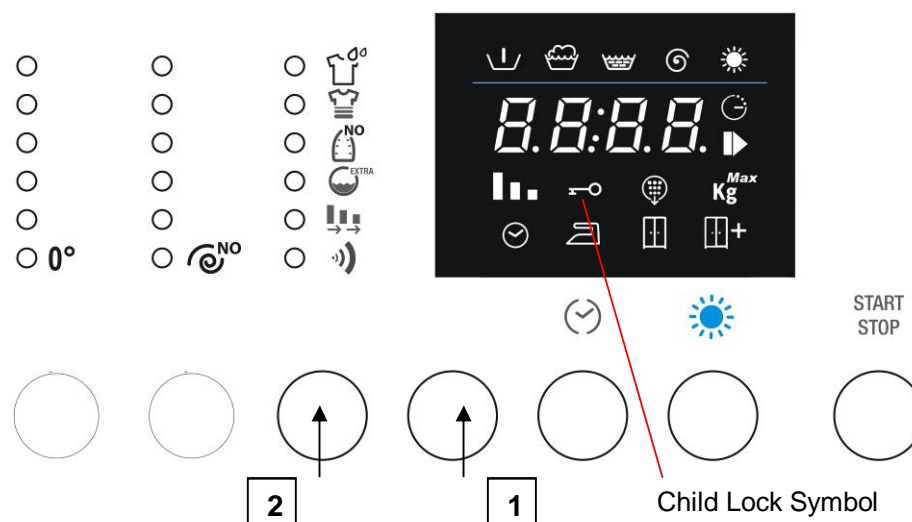 NO
EXTRA
0°
NO
8.8:8.8.
Max
Kg
START
STOP
2
1
Child Lock Symbol